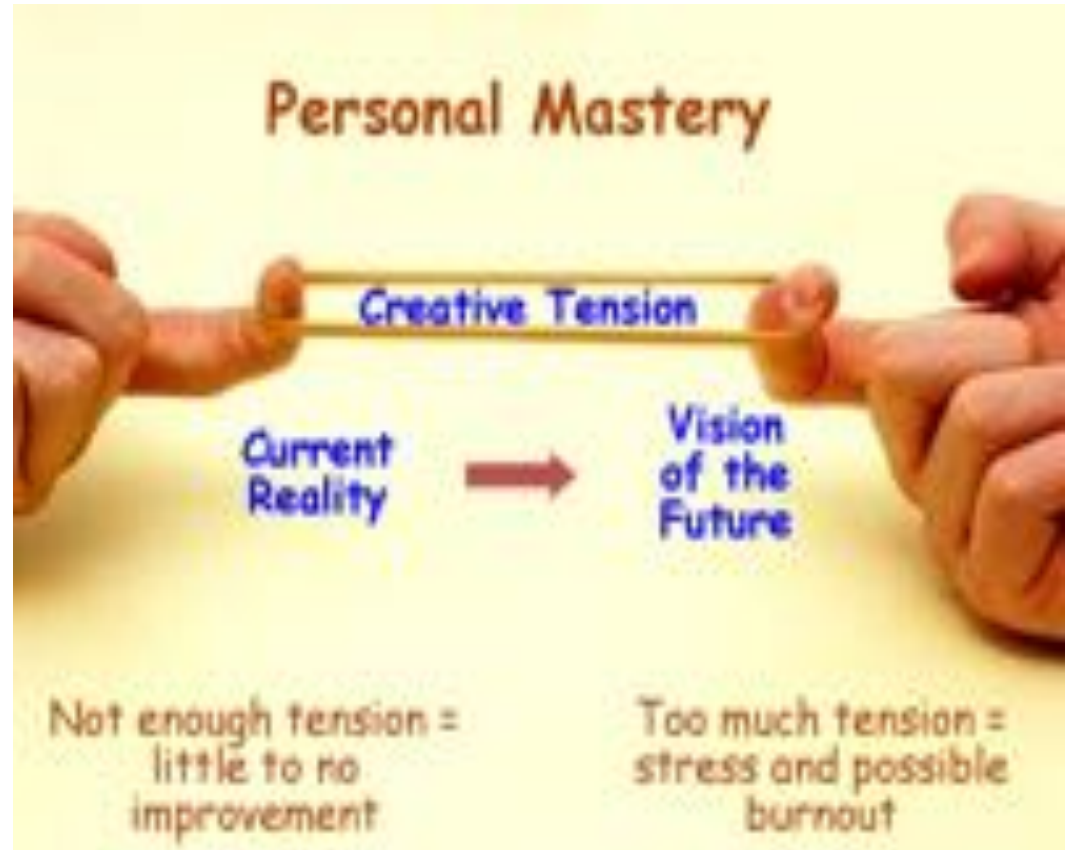 Personal Mastery
Creative Tension
Current
Reality
Vision
of the
Future
Not enough tension =
little to no
improvement
Too much tension =
stress and possible
burnout